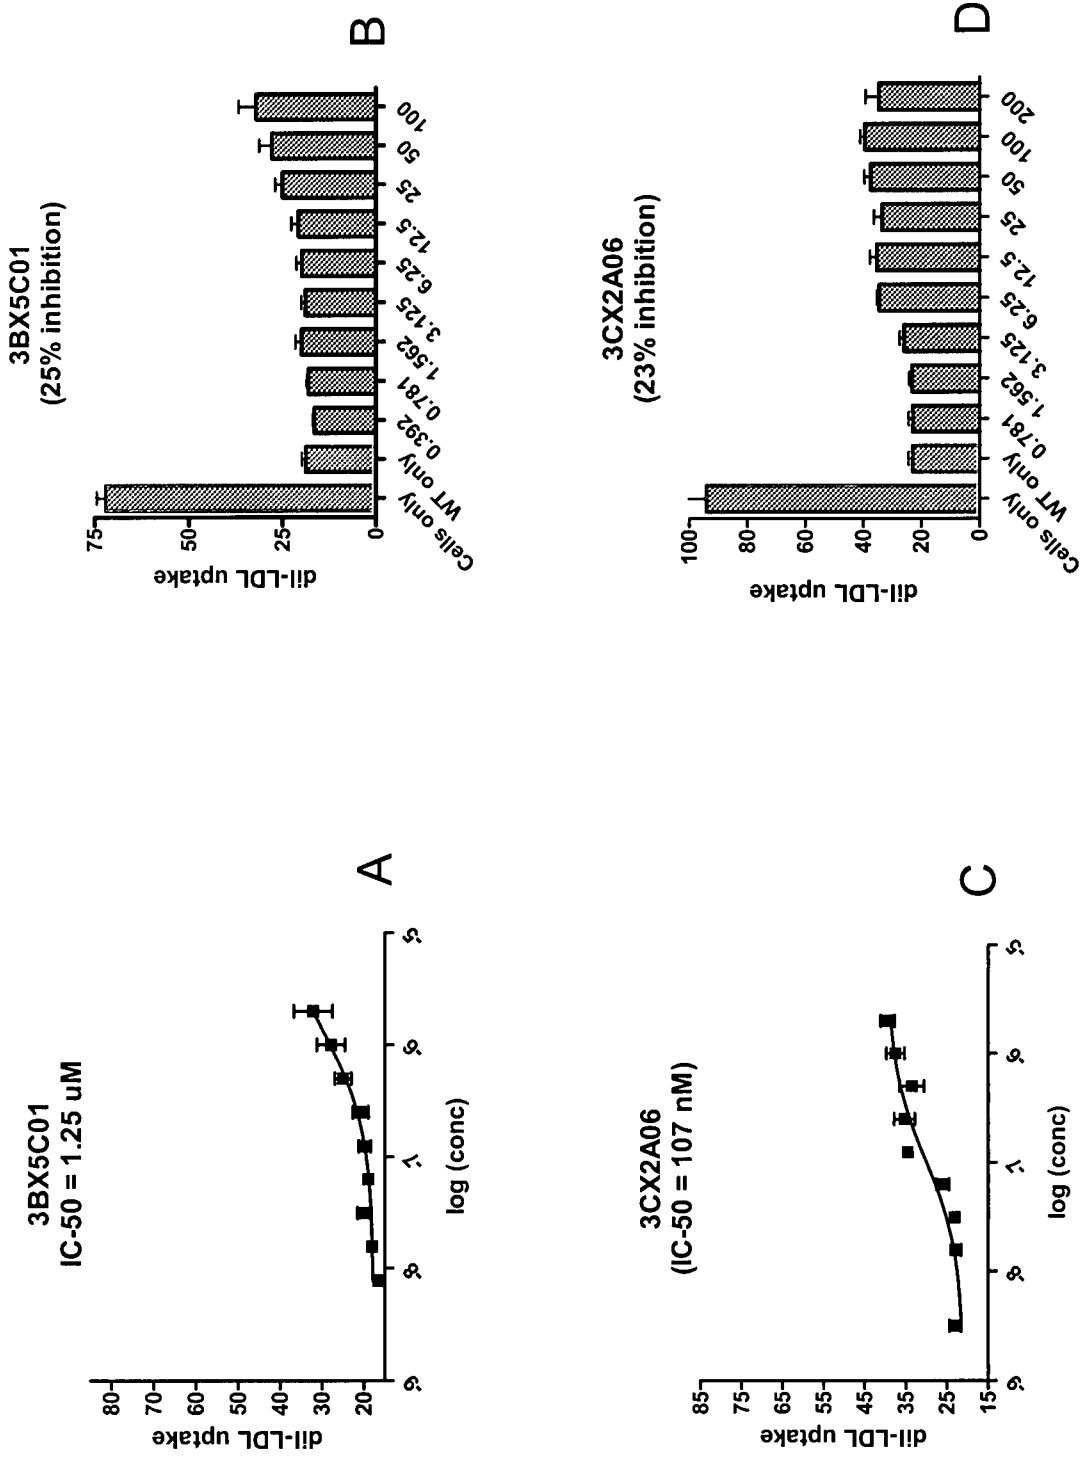 3BX5C01
IC-50 = 1.25 uM
diI-LDL uptake
80
70
60
50
40
30
20
-9
-8
-7
-6
-5
log (conc)
A
3BX5C01
(25% inhibition)
diI-LDL uptake
75
50
25
0
Cells only
WT only
0.392
0.781
1.562
3.125
6.25
12.5
25
50
100
B
3CX2A06
(IC-50 = 107 nM)
diI-LDL uptake
85
75
65
55
45
35
25
15
-9
-8
-7
-6
-5
log (conc)
C
3CX2A06
(23% inhibition)
diI-LDL uptake
100
80
60
40
20
0
Cells only
WT only
0.781
1.562
3.125
6.25
12.5
25
50
100
200
D